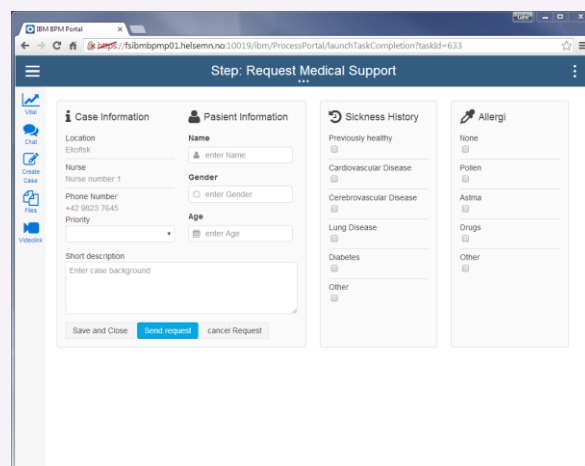 IBM BPM Portal
https://fsibmbpmp01.helsemn.no:10019/ibm/ProcessPortal/launchTaskCompletion?taskId=633
Step: Request Medical Support
Vital
Chat
Create
Case
Files
Videolink
Case Information
Location
Ekofisk
Nurse
Nurse number 1
Phone Number
+42 9823 7645
Priority
Short description
Enter case background
Save and Close
Send request
cancel Request
Pasient Information
Name
enter Name
Gender
enter Gender
Age
enter Age
Sickness History
Previously healthy
Cardiovascular Disease
Cerebrovascular Disease
Lung Disease
Diabetes
Other
Allergi
None
Pollen
Astma
Drugs
Other